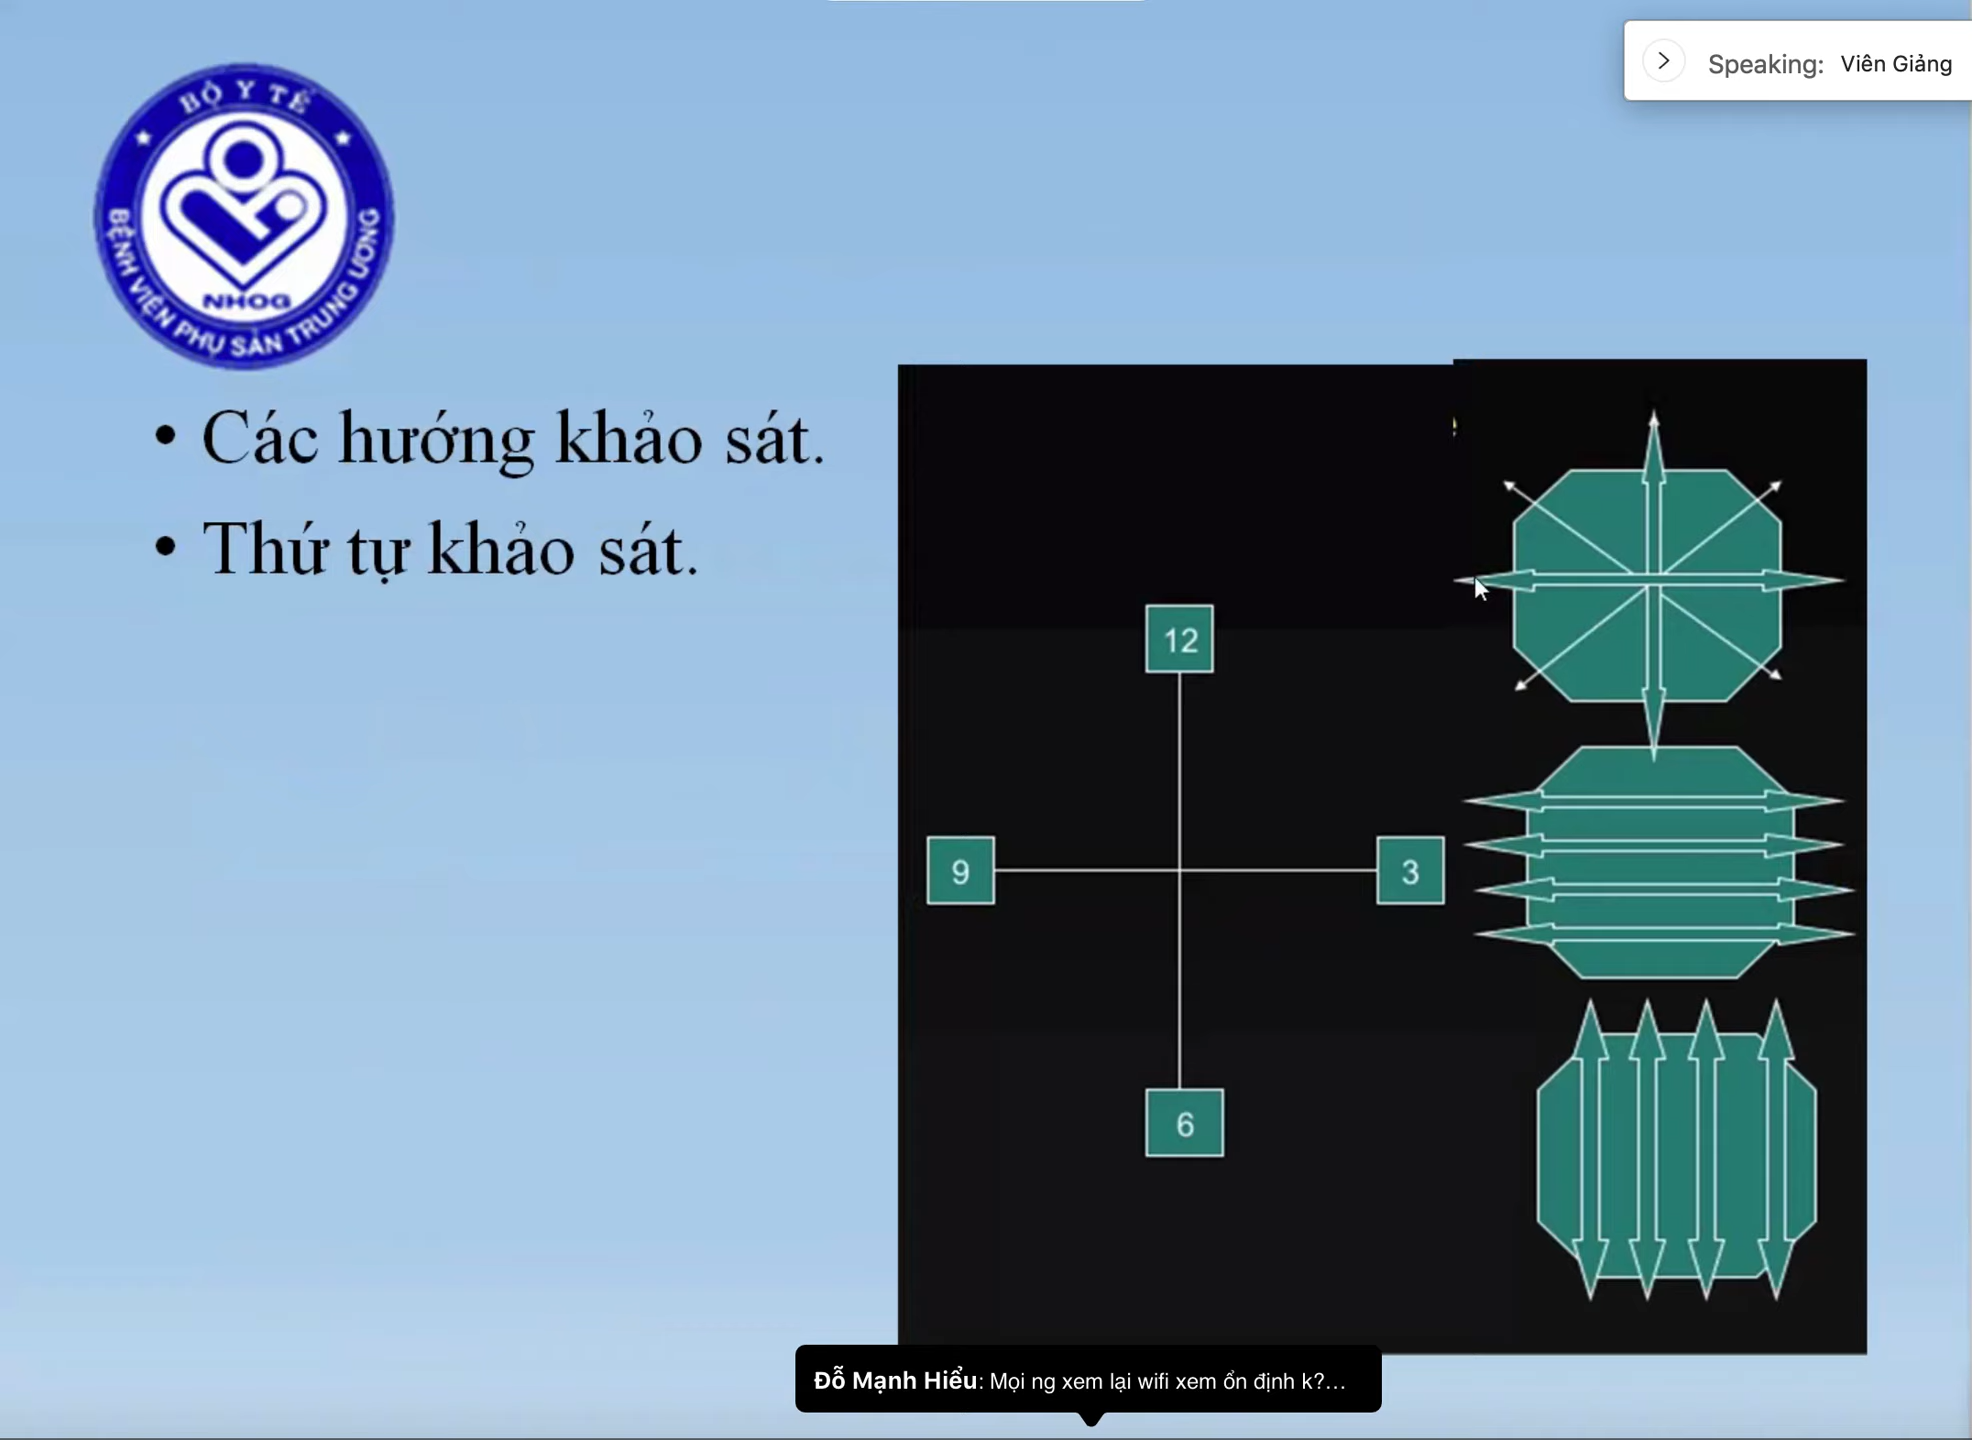 Speaking: Viên Giảng
BỘ Y TẾ
NHOG
BỆNH VIỆN PHỤ SẢN TRUNG ƯƠNG
• Các hướng khảo sát.
• Thứ tự khảo sát.
12
9
3
6
Đỗ Mạnh Hiểu: Mọi ng xem lại wifi xem ổn định k?...